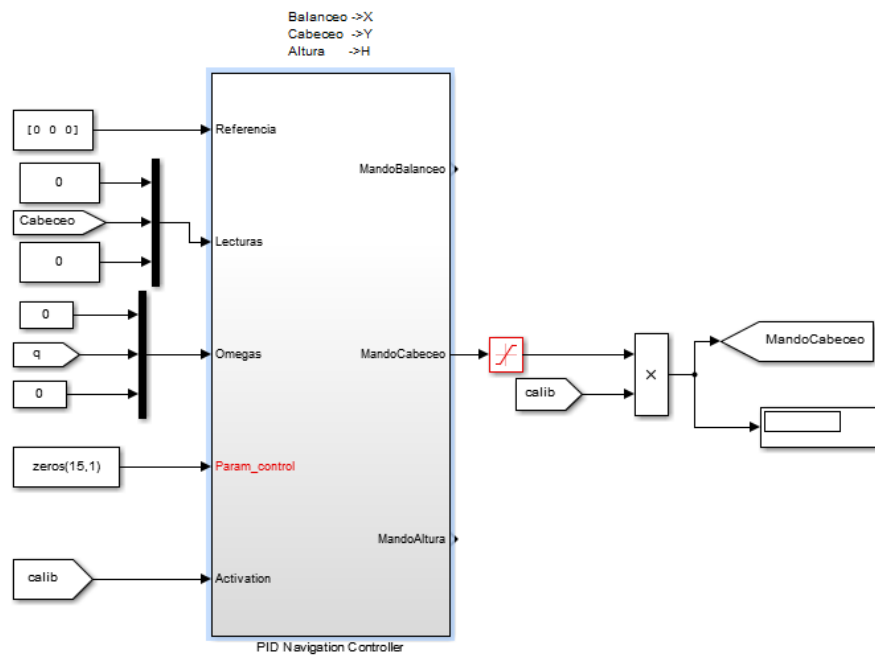 Balanceo ->X
Cabeceo ->Y
Altura ->H
[0 0 0]
Referencia
MandoBalanceo
0
Cabeceo
0
Lecturas
0
q
0
Omegas
MandoCabeceo
calib
×
MandoCabeceo
zeros(15,1)
Param_control
MandoAltura
calib
Activation
PID Navigation Controller